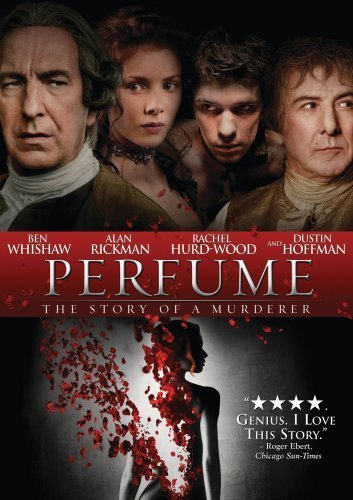 BEN WHISHAW
ALAN RICKMAN
RACHEL HURD-WOOD
AND DUSTIN HOFFMAN
PERFUME
THE STORY OF A MURDERER
"★★★★.
GENIUS. I LOVE
THIS STORY."
– Roger Ebert,
Chicago Sun-Times